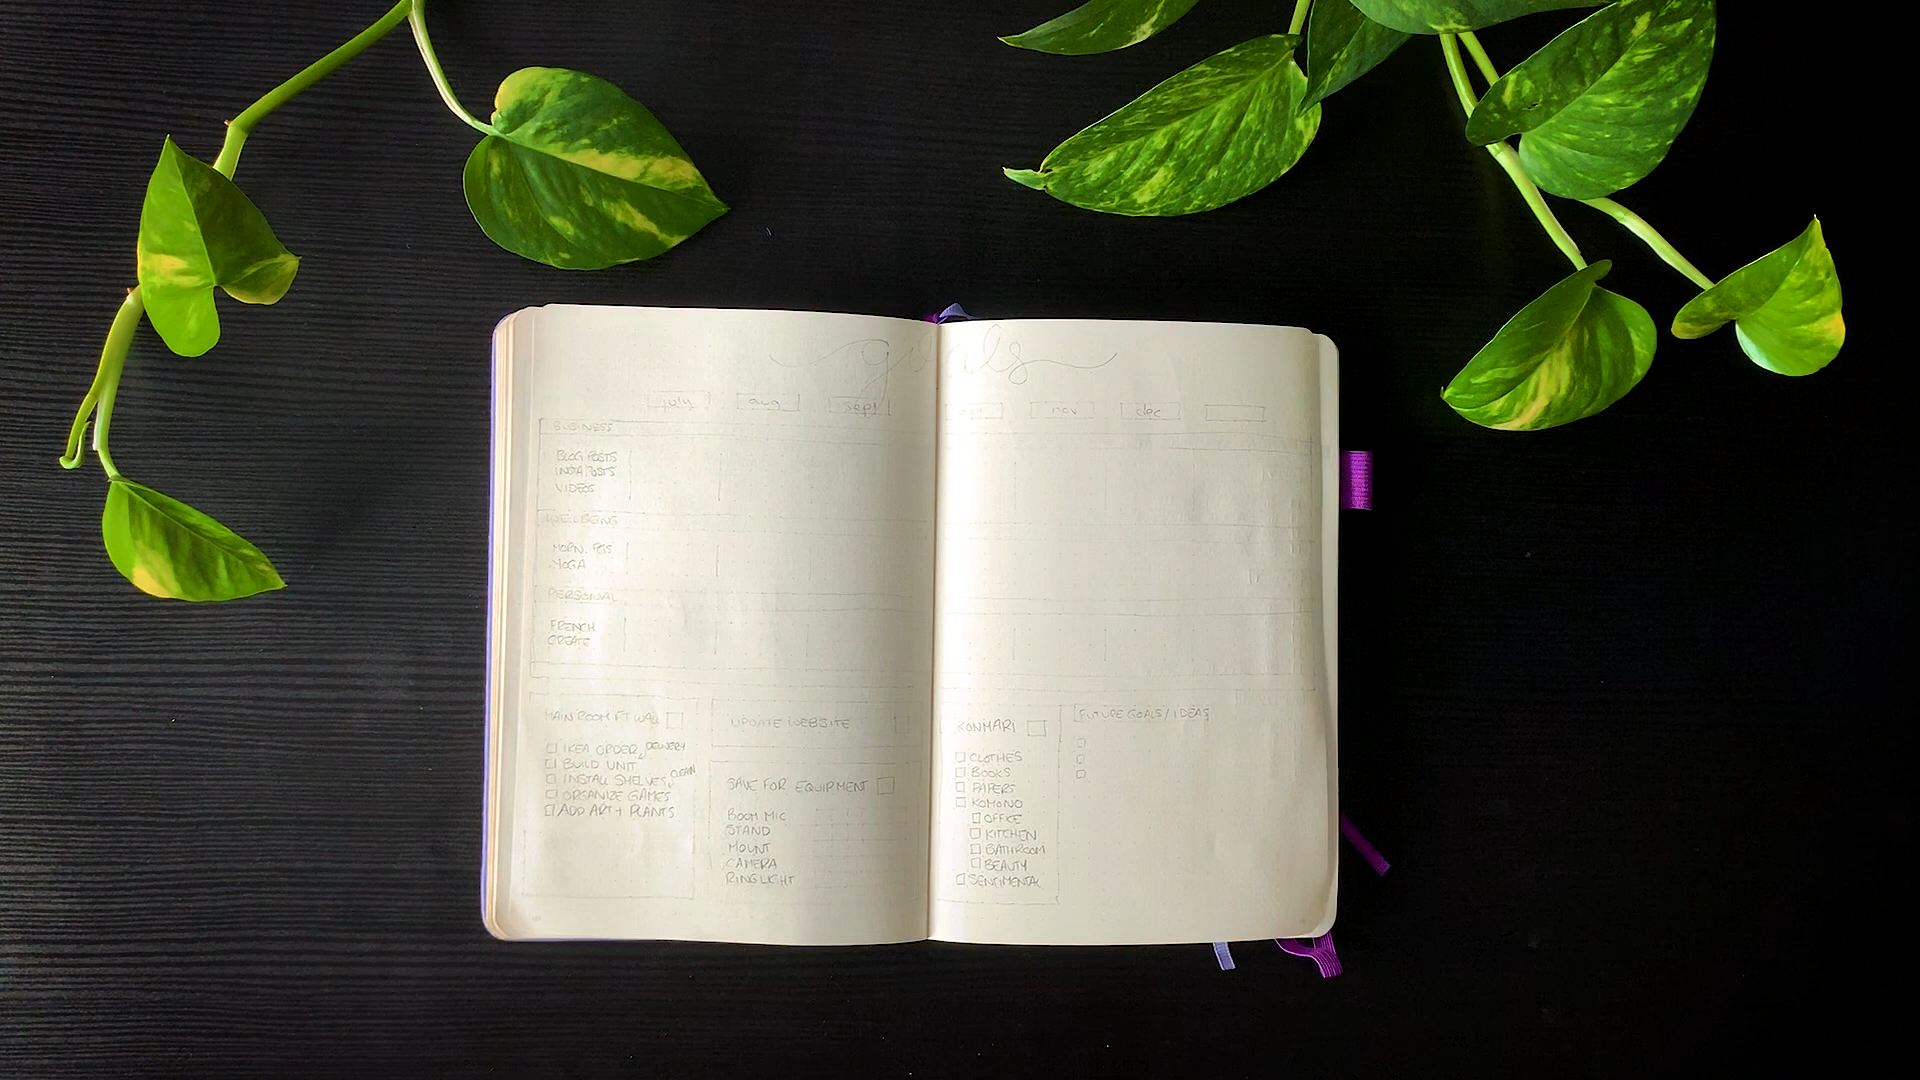 goals
july aug sept oct nov dec
BUSINESS
BLOG POSTS
INSTA POSTS
VIDEOS
WELLBEING
MORN. PGS
YOGA
PERSONAL
FRENCH
CREATE
MAIN ROOM FT WALL
IKEA ORDER, DELIVERY
BUILD UNIT
INSTALL SHELVES, CLEAN
ORGANIZE GAMES
ADD ART + PLANTS
UPDATE WEBSITE
SAVE FOR EQUIPMENT
BOOM MIC
STAND
MOUNT
CAMERA
RING LIGHT
KONMARI
CLOTHES
BOOKS
PAPERS
KOMONO
OFFICE
KITCHEN
BATHROOM
BEAUTY
SENTIMENTAL
FUTURE GOALS / IDEAS